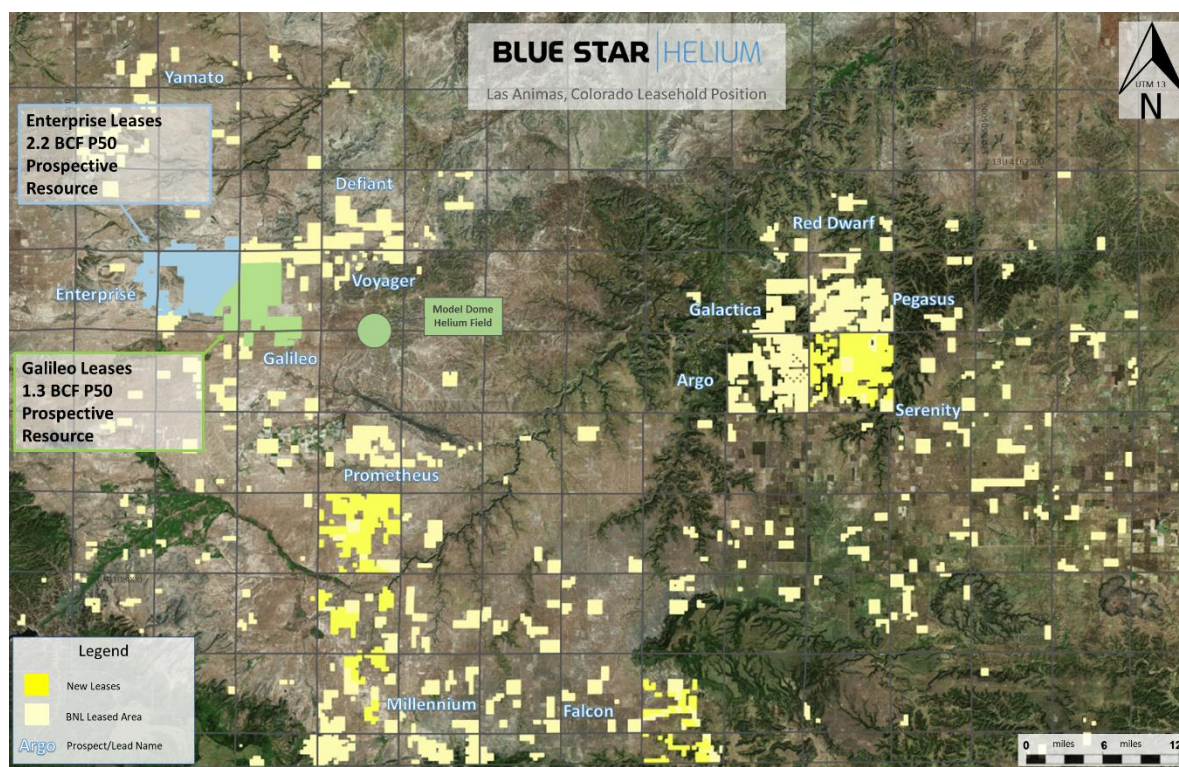 BLUE STAR HELIUM
Las Animas, Colorado Leasehold Position
UTM 13
N
Yamato
Enterprise Leases
2.2 BCF P50
Prospective
Resource
Defiant
Red Dwarf
Enterprise
Voyager
Galactica
Pegasus
Model Dome
Helium Field
Galileo
Galileo Leases
1.3 BCF P50
Prospective
Resource
Argo
Serenity
Prometheus
Millennium
Falcon
Legend
New Leases
BNL Leased Area
Argo Prospect/Lead Name
0 miles 6 miles 12